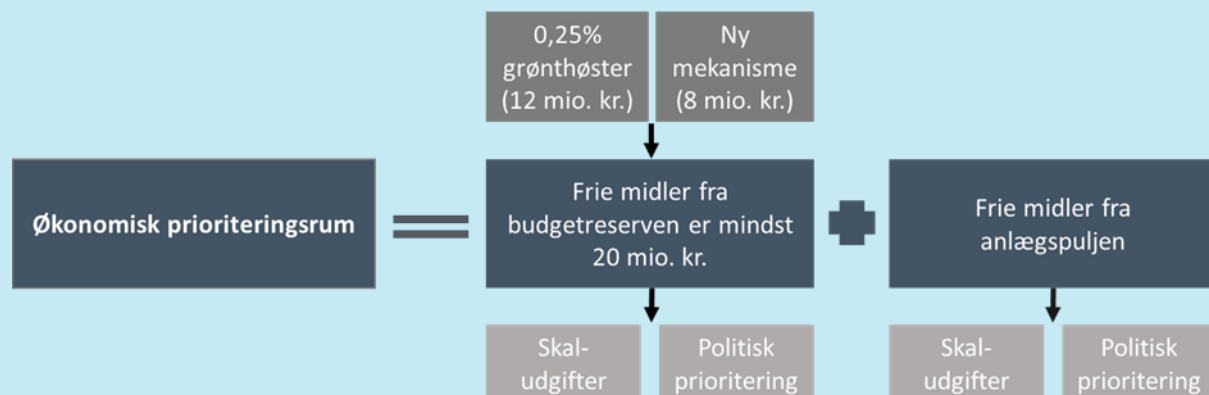 0,25%
grønthøster
(12 mio. kr.)
Ny
mekanisme
(8 mio. kr.)
Økonomisk prioriteringsrum
Frie midler fra
budgetreserven er mindst
20 mio. kr.
Frie midler fra
anlægspuljen
Skal-
udgifter
Politisk
prioritering
Skal-
udgifter
Politisk
prioritering